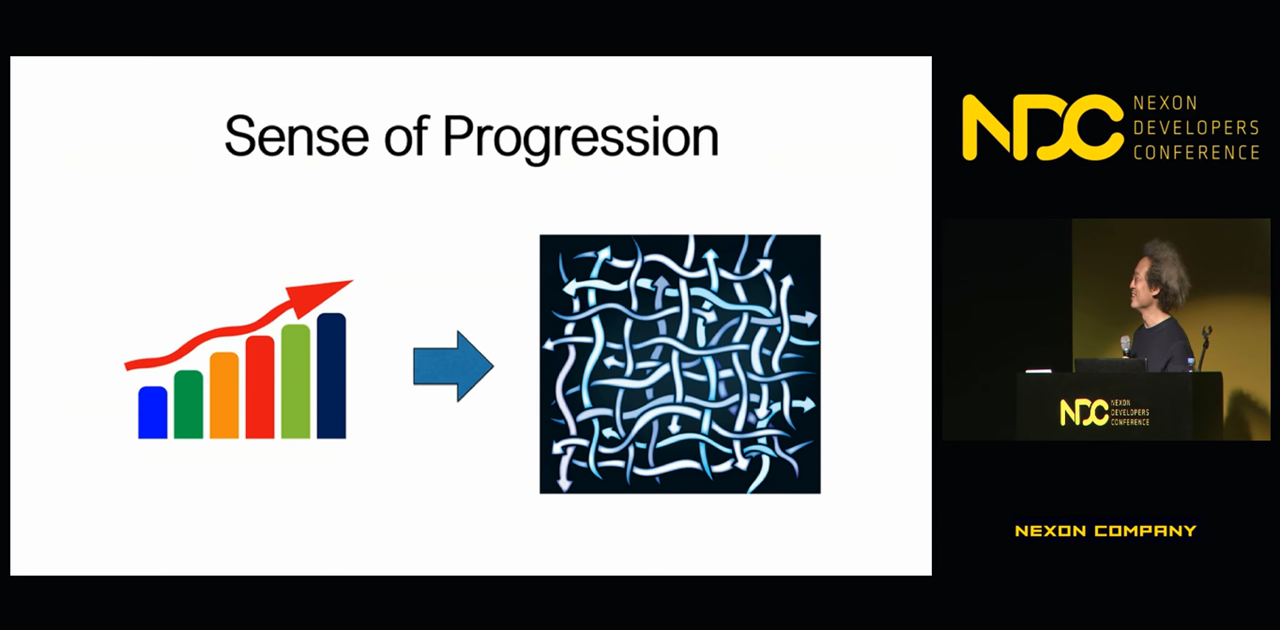 Sense of Progression
NDC
NEXON
DEVELOPERS
CONFERENCE
NDC
NEXON
DEVELOPERS
CONFERENCE
NEXON COMPANY